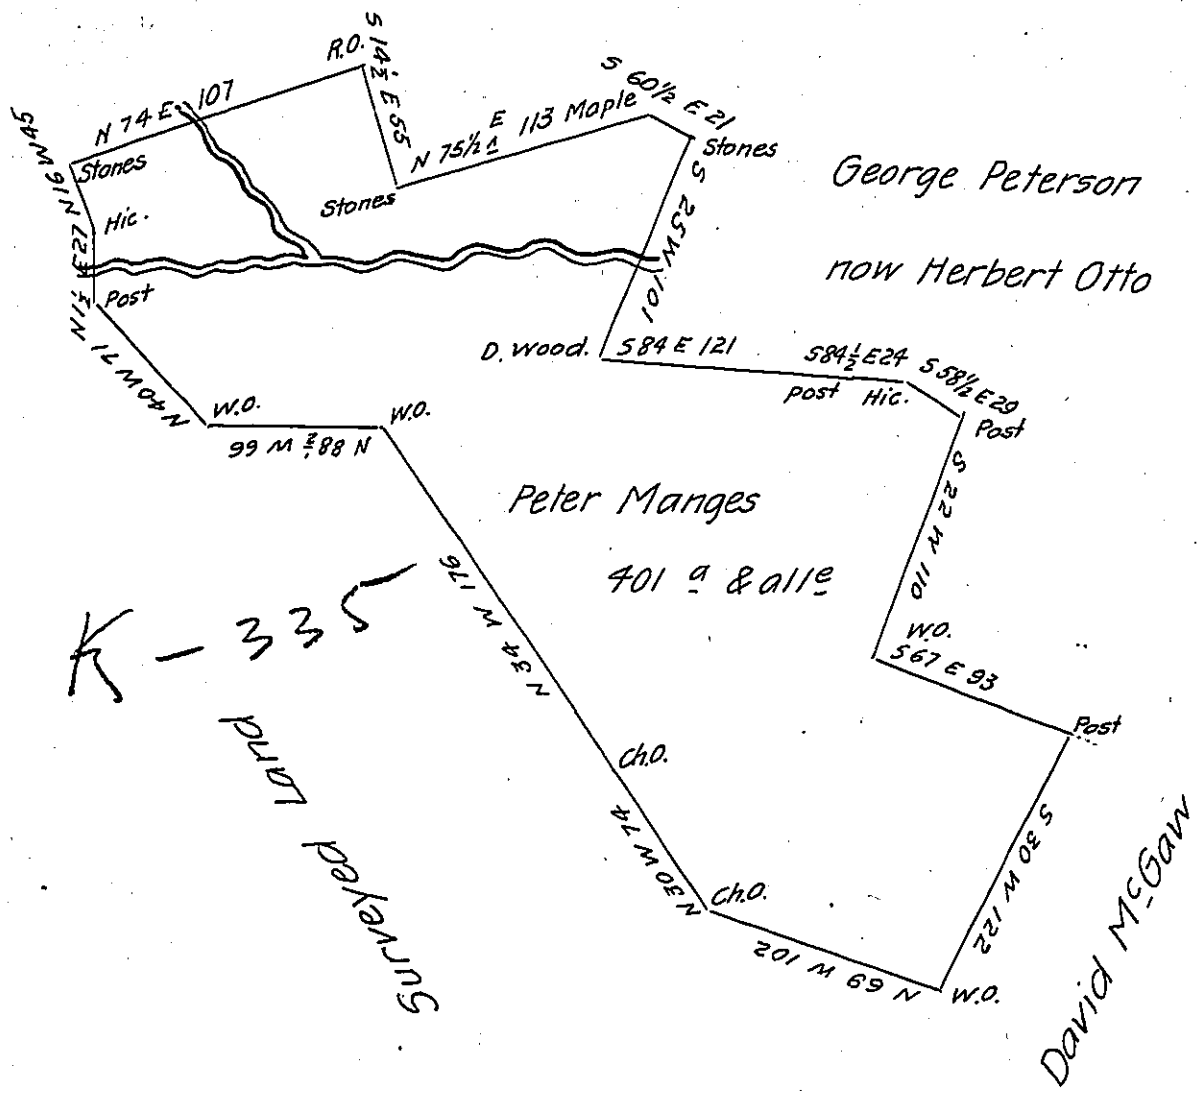 N 74 E 107
R.O.
S 14½ E 55
N 75½ E 113 Maple
S 60½ E 21
Stones
S 25 W 101
D. Wood.
S 84 E 121
S 84½ E 24
Post Hic.
S 58½ E 29
Post
S 22 W 110
W.O.
S 67 E 93
Post
S 30 W 122
W.O.
N 69 W 102
Ch.O.
N 30 W 74
Ch.O.
N 34 W 176
W.O.
N 88½ W 66
W.O.
N 40 W 71
Post
N 1½ E 27
Hic.
N 16 W 45
Stones
Stones
George Peterson
now Herbert Otto
Peter Manges
401 a & alle
K - 335
Surveyed Land
David McGaw